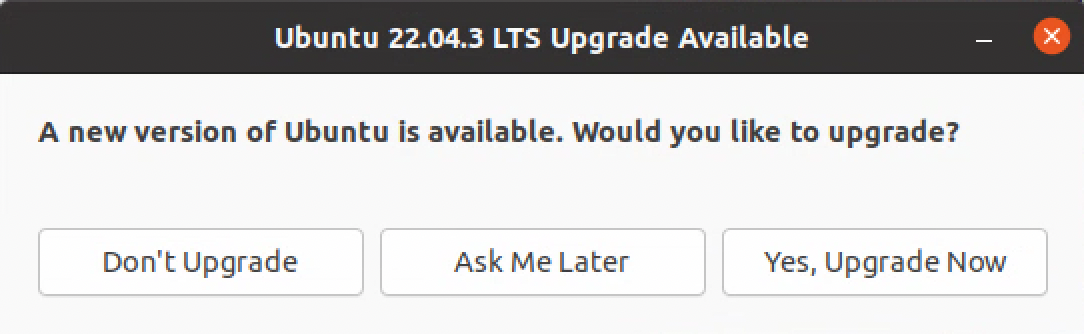 Ubuntu 22.04.3 LTS Upgrade Available
A new version of Ubuntu is available. Would you like to upgrade?
Don't Upgrade
Ask Me Later
Yes, Upgrade Now